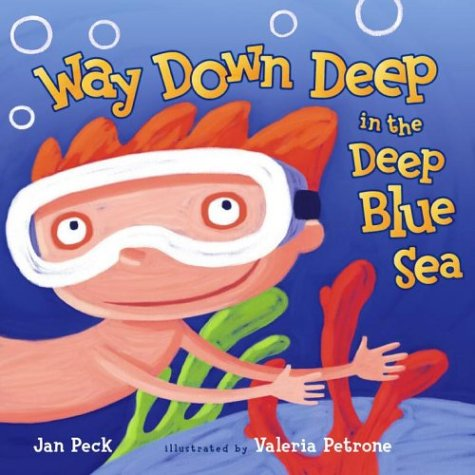 Way Down Deep
in the
Deep
Blue
Sea
Jan Peck illustrated by Valeria Petrone